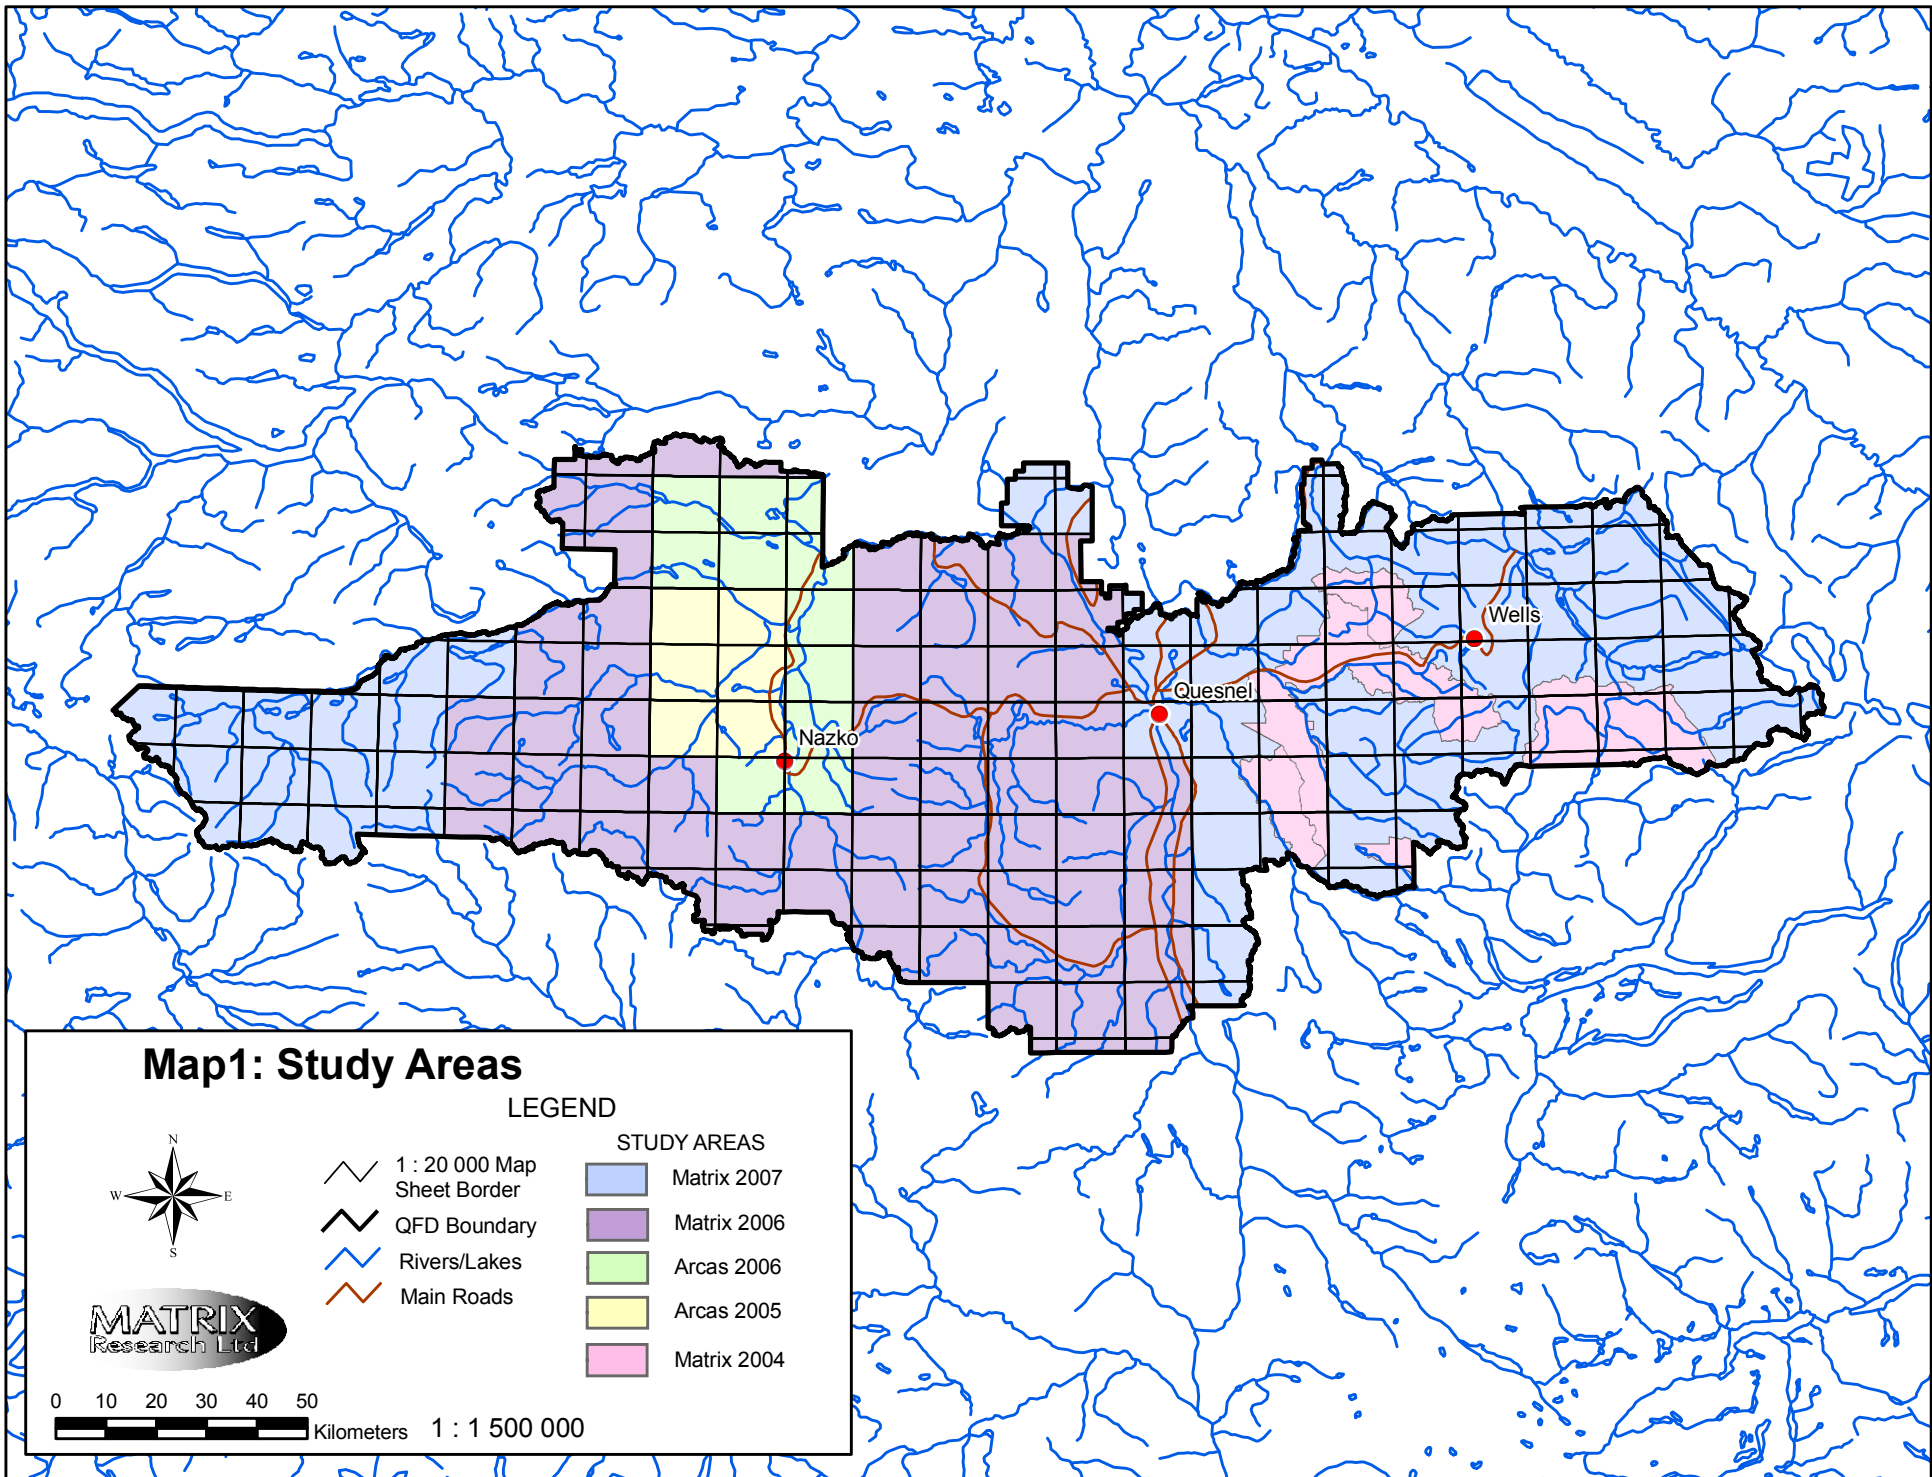 Wells
Quesnel
Nazko
Map1: Study Areas
LEGEND
N
W
E
S
1 : 20 000 Map
Sheet Border
QFD Boundary
Rivers/Lakes
Main Roads
STUDY AREAS
Matrix 2007
Matrix 2006
Arcas 2006
Arcas 2005
Matrix 2004
MATRIX
Research Ltd
0 10 20 30 40 50
Kilometers 1 : 1 500 000